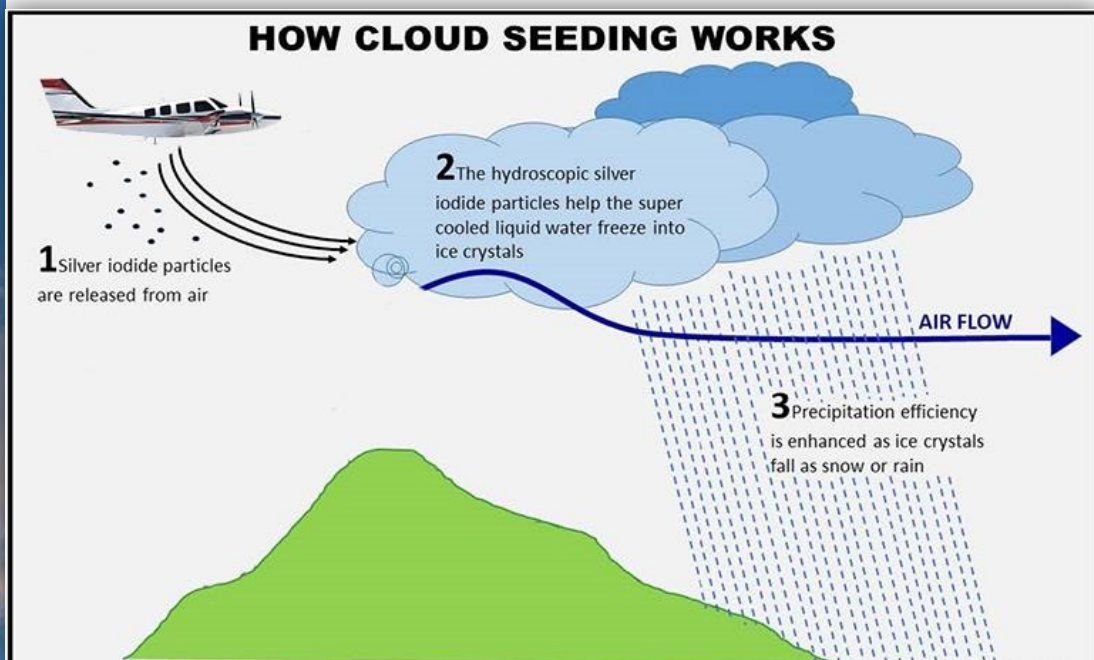 HOW CLOUD SEEDING WORKS
1Silver iodide particles
are released from air
2The hydroscopic silver
iodide particles help the super
cooled liquid water freeze into
ice crystals
AIR FLOW
3Precipitation efficiency
is enhanced as ice crystals
fall as snow or rain